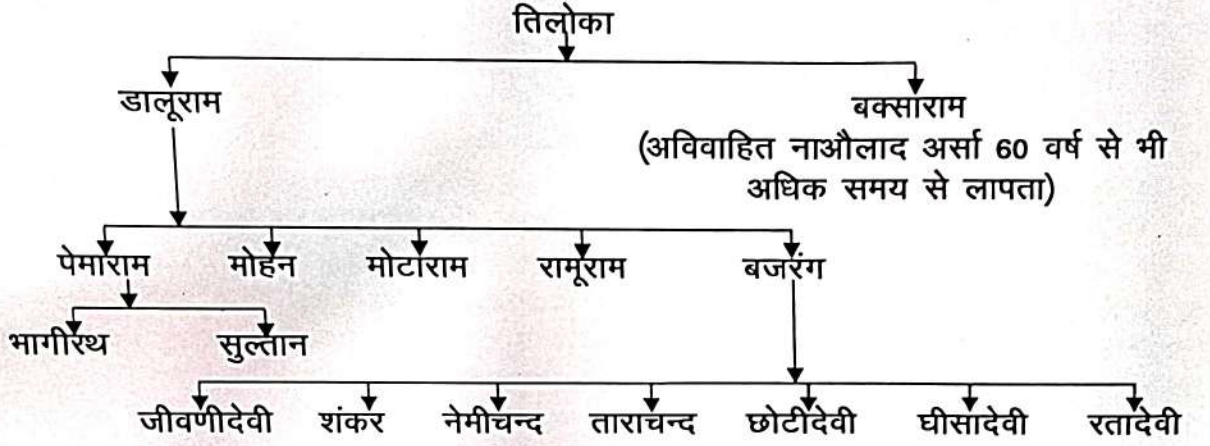 तिलोका
डालूराम बक्साराम
(अविवाहित नाऔलाद अर्सा 60 वर्ष से भी
अधिक समय से लापता)
पेमाराम मोहन मोटाराम रामूराम बजरंग
भागीरथ सुल्तान
जीवणीदेवी शंकर नेमीचन्द ताराचन्द छोटीदेवी घीसादेवी रतादेवी